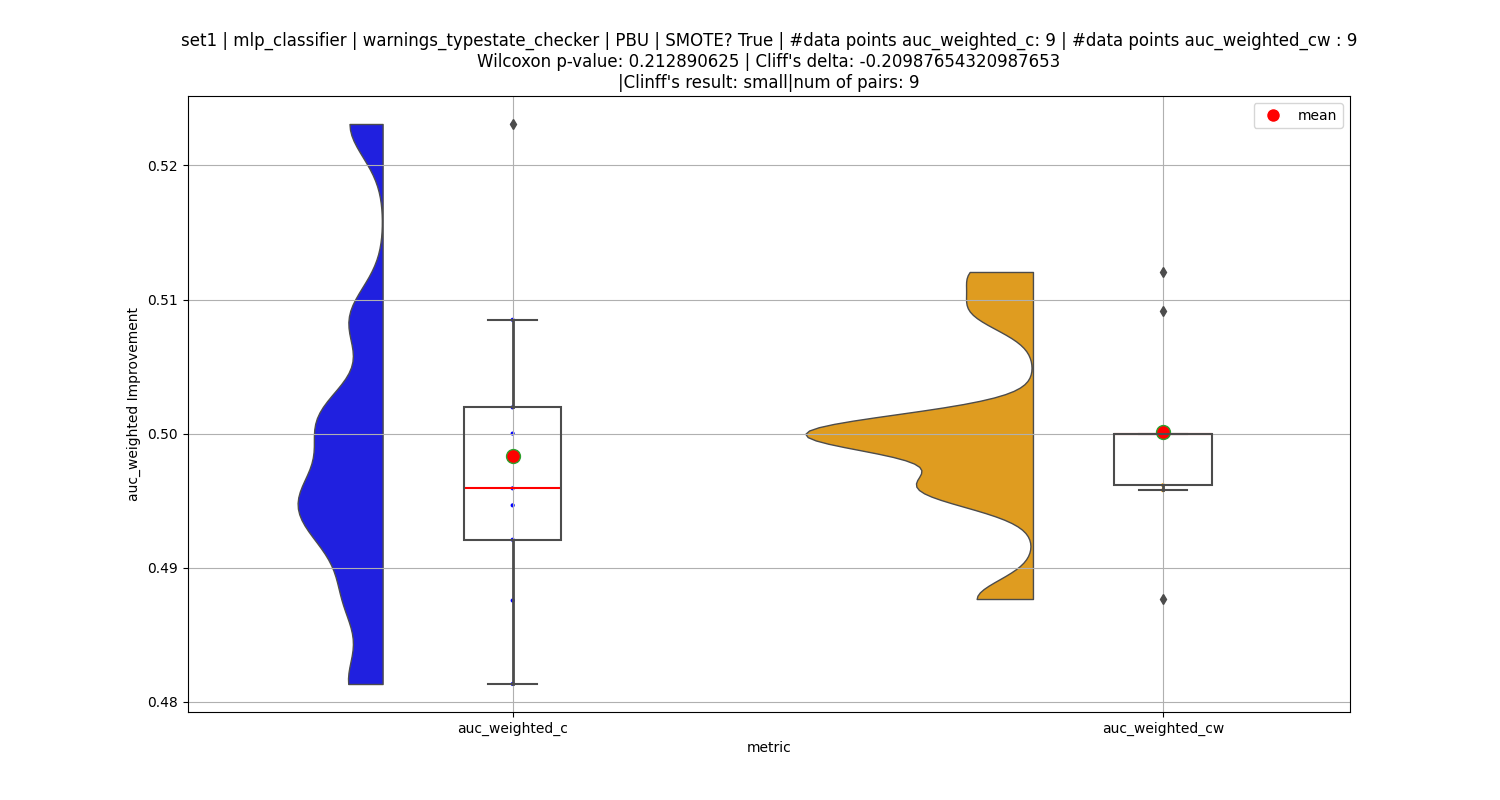 set1 | mlp_classifier | warnings_typestate_checker | PBU | SMOTE? True | #data points auc_weighted_c: 9 | #data points auc_weighted_cw : 9
Wilcoxon p-value: 0.212890625 | Cliff's delta: -0.20987654320987653
|Clinff's result: small|num of pairs: 9
mean
0.52
0.51
0.50
0.49
0.48
auc_weighted Improvement
auc_weighted_c
auc_weighted_cw
metric